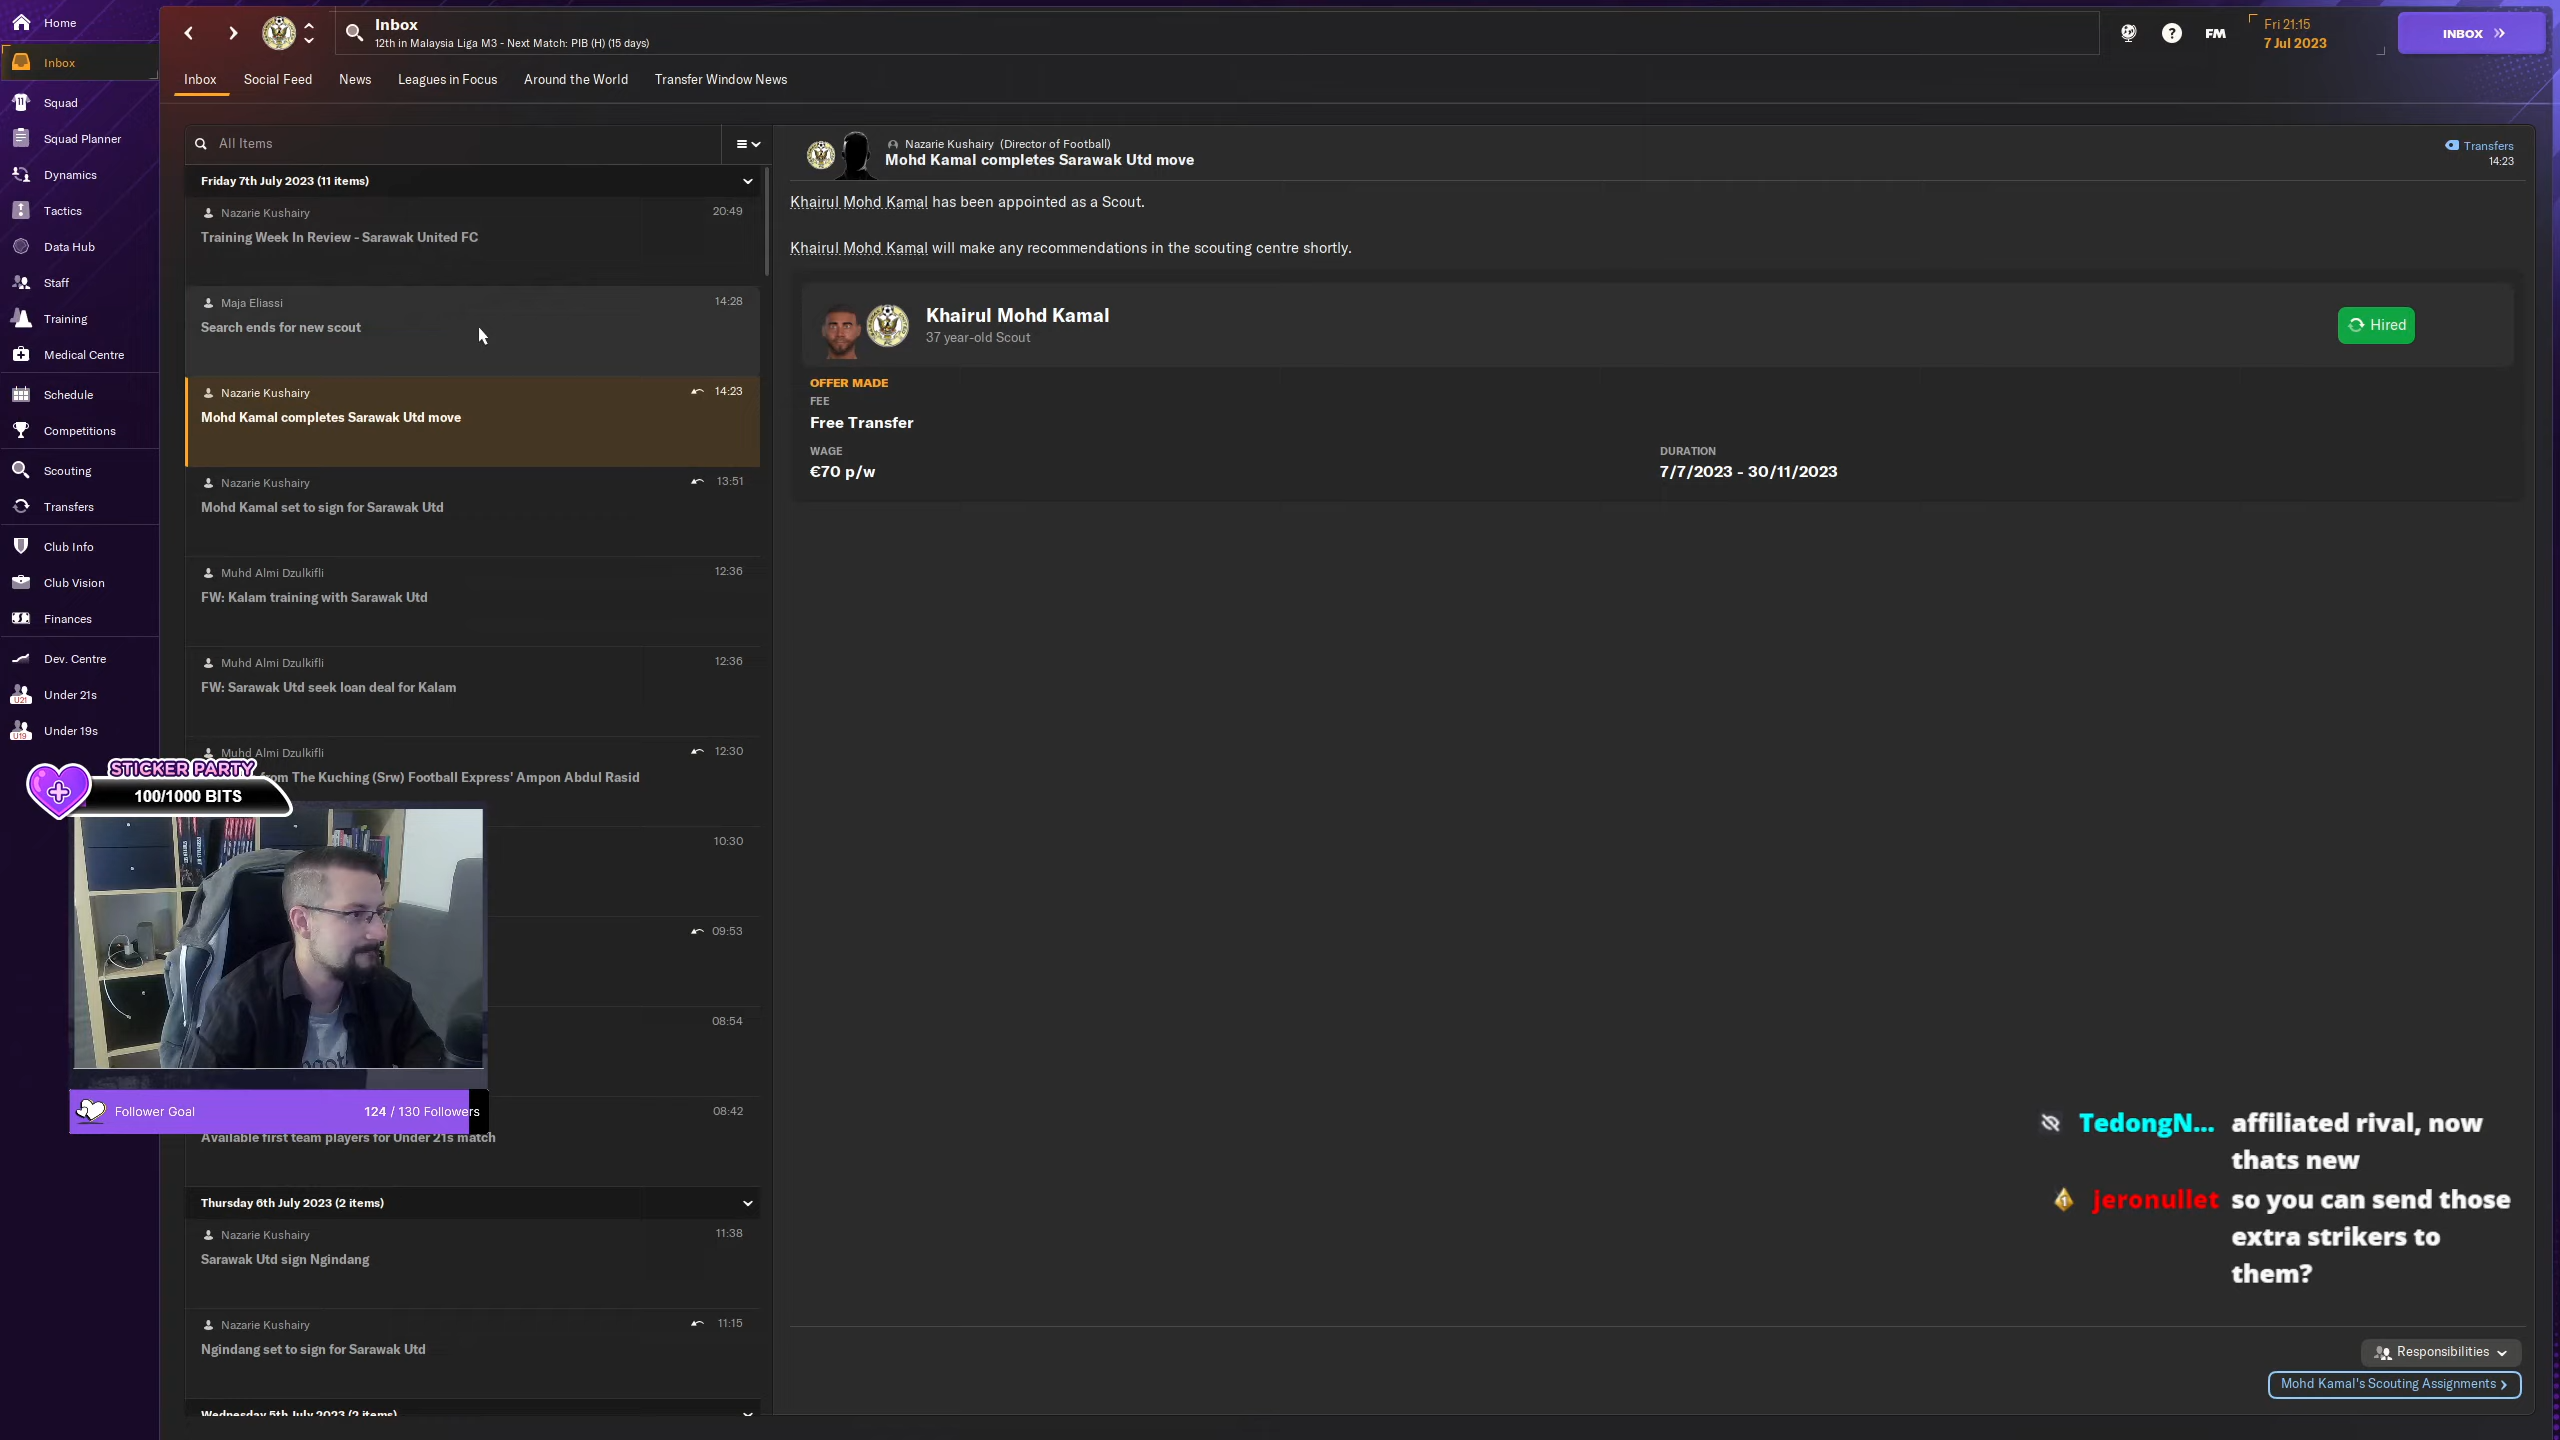 Home
Inbox
Squad
Squad Planner
Dynamics
Tactics
Data Hub
Staff
Training
Medical Centre
Schedule
Competitions
Scouting
Transfers
Club Info
Club Vision
Finances
Dev. Centre
Under 21s
Under 19s
Inbox
12th in Malaysia Liga M3 - Next Match: PIB (H) (15 days)
FM
Fri 21:15
7 Jul 2023
INBOX
Inbox Social Feed News Leagues in Focus Around the World Transfer Window News
All Items
Friday 7th July 2023 (11 items)
Nazarie Kushairy 20:49
Training Week In Review - Sarawak United FC
Maja Eliassi 14:28
Search ends for new scout
Nazarie Kushairy 14:23
Mohd Kamal completes Sarawak Utd move
Nazarie Kushairy 13:51
Mohd Kamal set to sign for Sarawak Utd
Muhd Almi Dzulkifli 12:36
FW: Kalam training with Sarawak Utd
Muhd Almi Dzulkifli 12:36
FW: Sarawak Utd seek loan deal for Kalam
Muhd Almi Dzulkifli 12:30
from The Kuching (Srw) Football Express' Ampon Abdul Rasid
10:30
09:53
08:54
08:42
Available first team players for Under 21s match
Thursday 6th July 2023 (2 items)
Nazarie Kushairy 11:38
Sarawak Utd sign Ngindang
Nazarie Kushairy 11:15
Ngindang set to sign for Sarawak Utd
Wednesday 5th July 2023 (2 items)
Nazarie Kushairy (Director of Football)
Mohd Kamal completes Sarawak Utd move
Transfers
14:23
Khairul Mohd Kamal has been appointed as a Scout.
Khairul Mohd Kamal will make any recommendations in the scouting centre shortly.
Khairul Mohd Kamal
37 year-old Scout
Hired
OFFER MADE
FEE
Free Transfer
WAGE DURATION
€70 p/w 7/7/2023 - 30/11/2023
STICKER PARTY
100/1000 BITS
Follower Goal 124 / 130 Followers
TedongN... affiliated rival, now
thats new
jeronullet so you can send those
extra strikers to
them?
Responsibilities
Mohd Kamal's Scouting Assignments